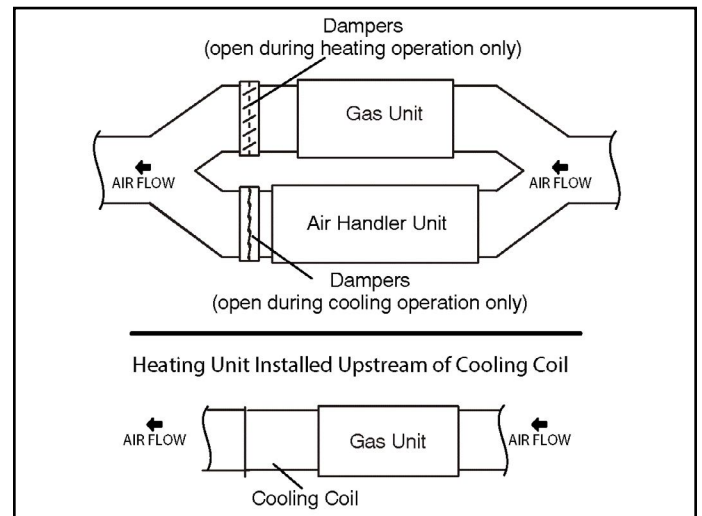 Dampers
(open during heating operation only)
Gas Unit
AIR FLOW
AIR FLOW
Air Handler Unit
Dampers
(open during cooling operation only)
Heating Unit Installed Upstream of Cooling Coil
AIR FLOW
Gas Unit
AIR FLOW
Cooling Coil